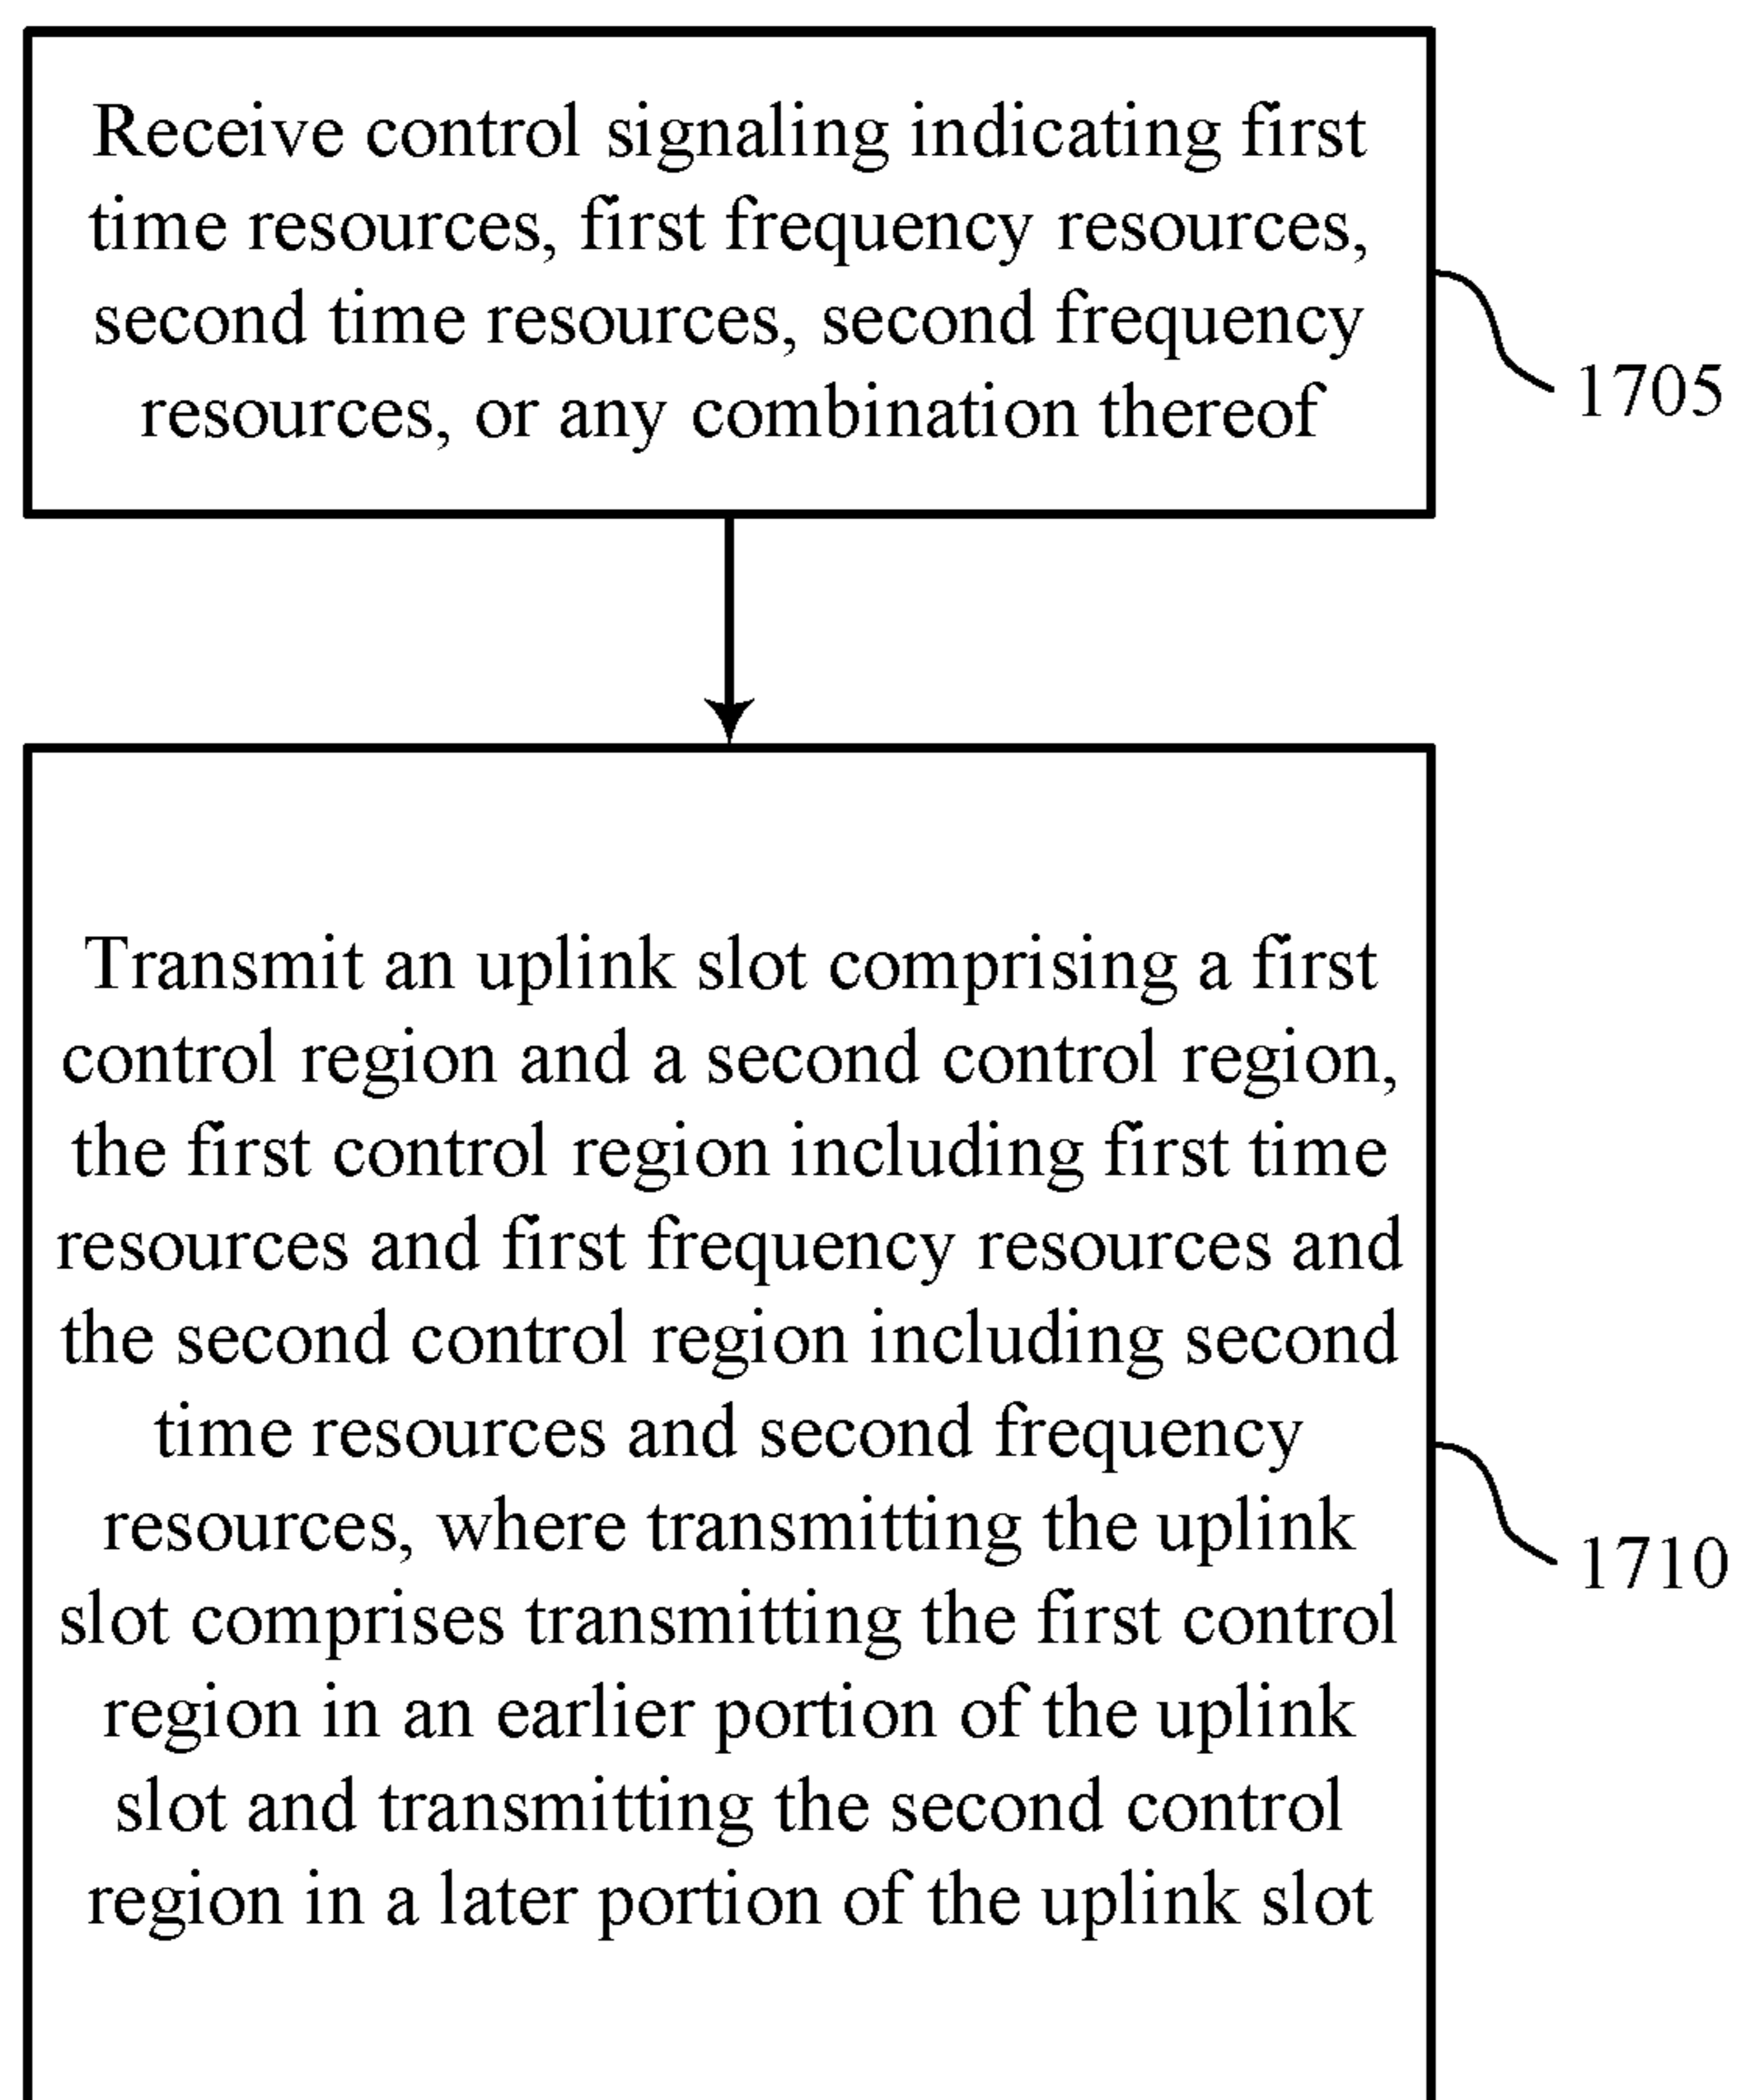 Receive control signaling indicating first
time resources, first frequency resources,
second time resources, second frequency
resources, or any combination thereof
1705
Transmit an uplink slot comprising a first
control region and a second control region,
the first control region including first time
resources and first frequency resources and
the second control region including second
time resources and second frequency
resources, where transmitting the uplink
slot comprises transmitting the first control
region in an earlier portion of the uplink
slot and transmitting the second control
region in a later portion of the uplink slot
1710